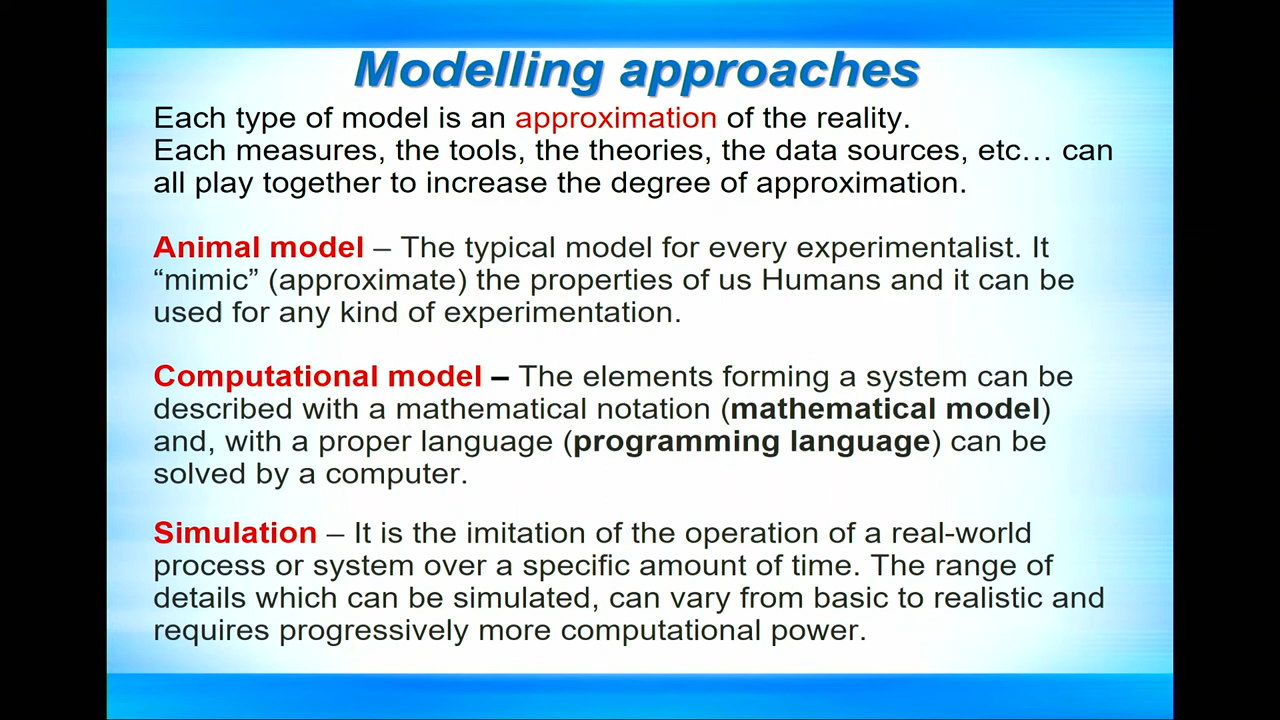 Modelling approaches
Each type of model is an approximation of the reality.
Each measures, the tools, the theories, the data sources, etc… can
all play together to increase the degree of approximation.
Animal model – The typical model for every experimentalist. It
“mimic” (approximate) the properties of us Humans and it can be
used for any kind of experimentation.
Computational model – The elements forming a system can be
described with a mathematical notation (mathematical model)
and, with a proper language (programming language) can be
solved by a computer.
Simulation – It is the imitation of the operation of a real-world
process or system over a specific amount of time. The range of
details which can be simulated, can vary from basic to realistic and
requires progressively more computational power.